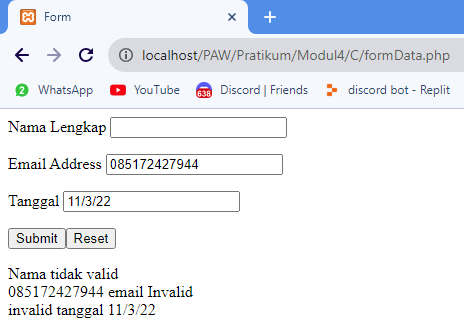 Form
localhost/PAW/Pratikum/Modul4/C/formData.php
2 WhatsApp YouTube 638 Discord | Friends discord bot - Replit
Nama Lengkap
Email Address 085172427944
Tanggal 11/3/22
Submit Reset
Nama tidak valid
085172427944 email Invalid
invalid tanggal 11/3/22